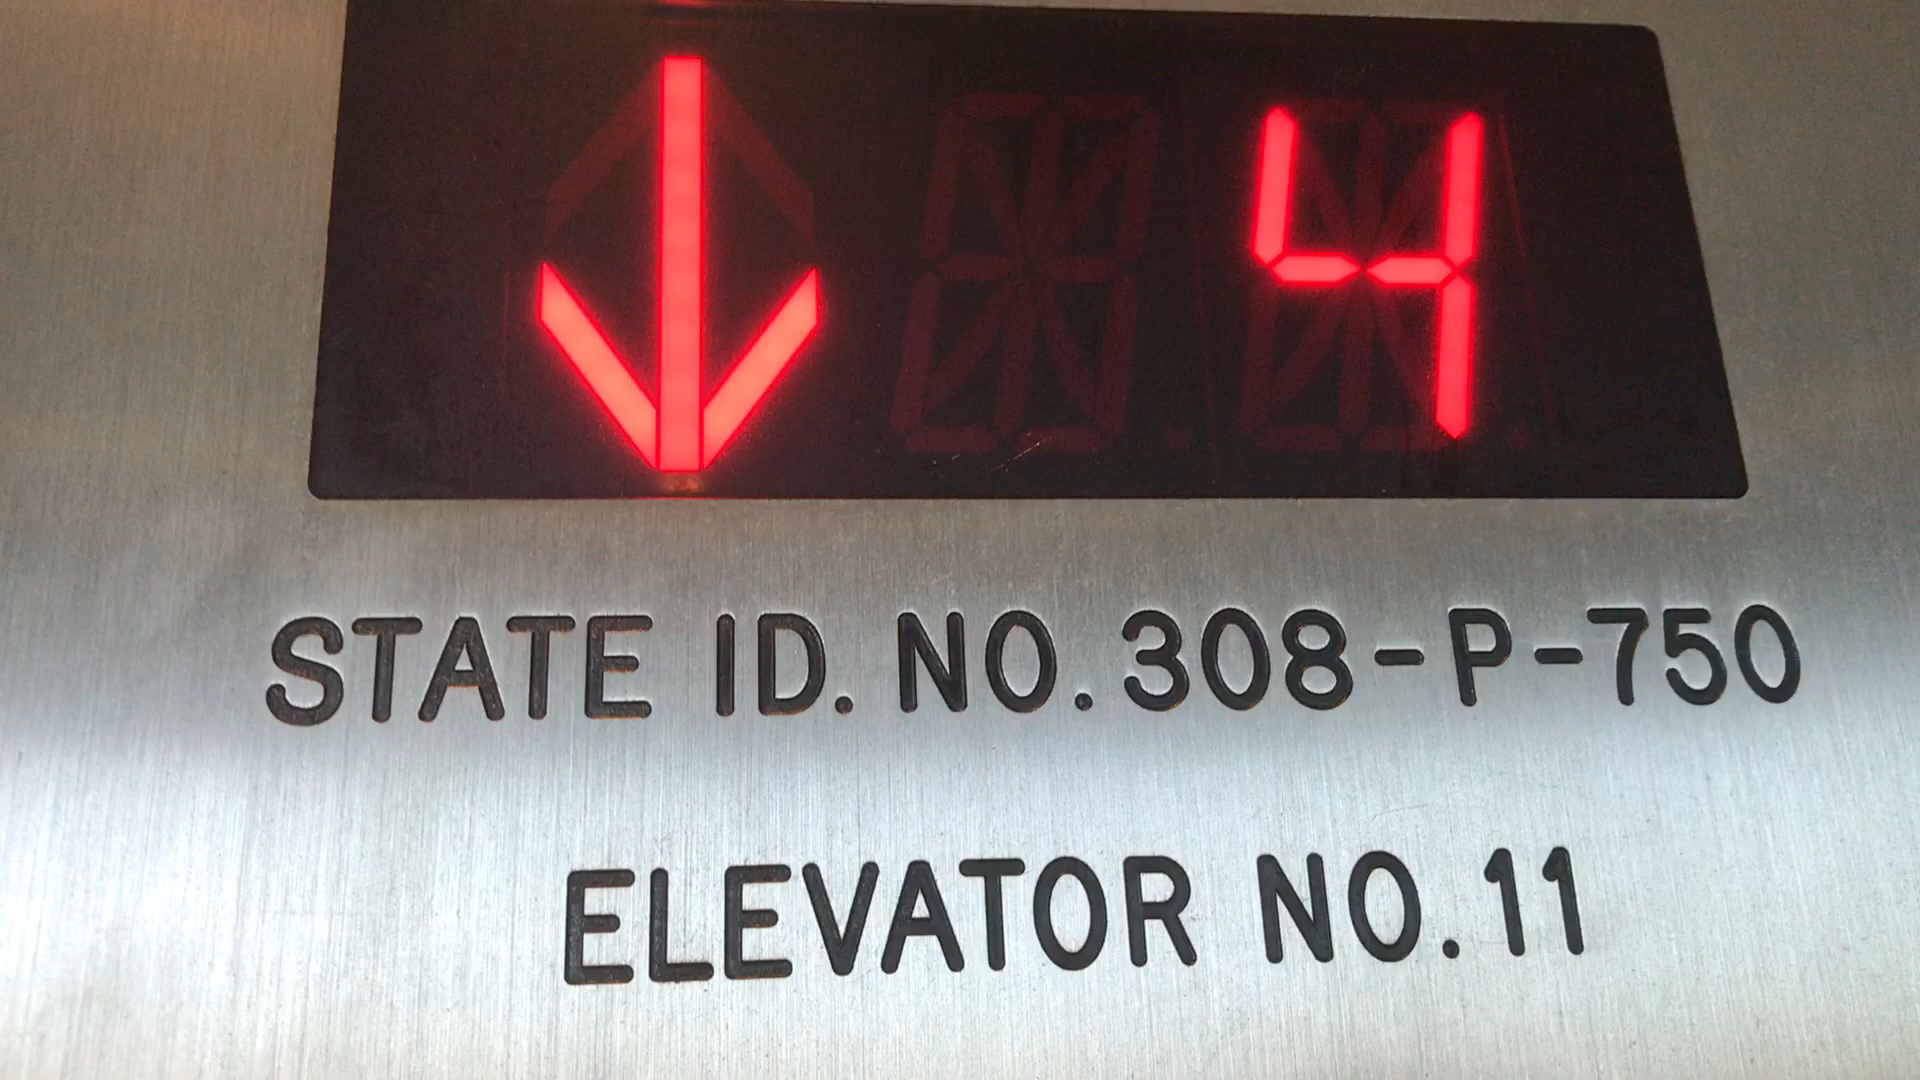 ↓ 4
STATE ID. NO. 308-P-750
ELEVATOR NO. 11